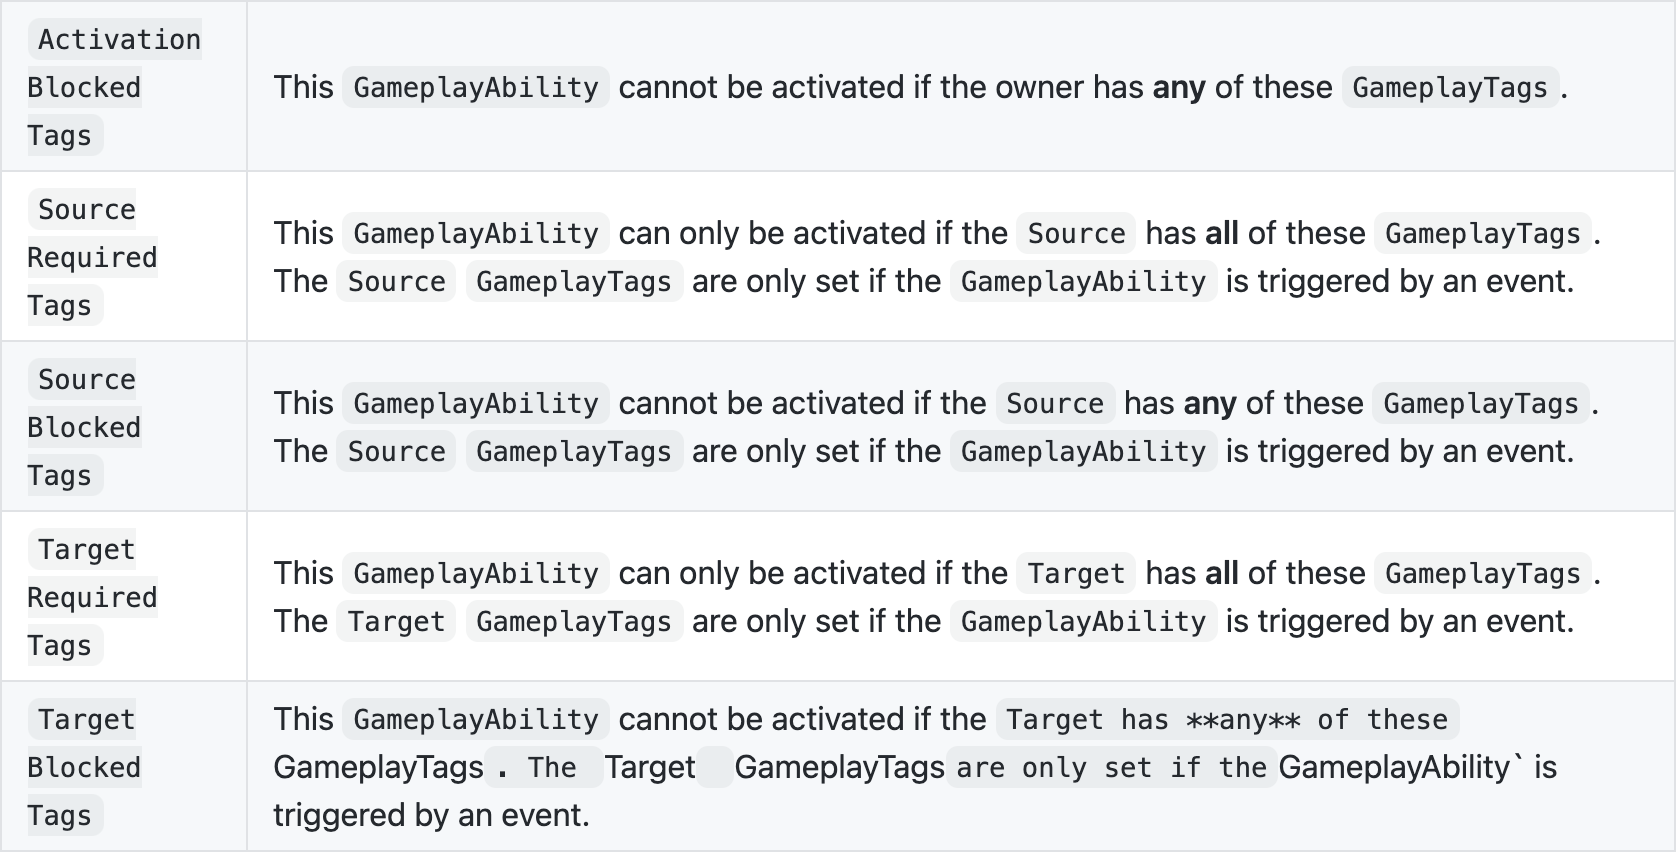 Activation
Blocked
Tags
This GameplayAbility cannot be activated if the owner has any of these GameplayTags.
Source
Required
Tags
This GameplayAbility can only be activated if the Source has all of these GameplayTags.
The Source GameplayTags are only set if the GameplayAbility is triggered by an event.
Source
Blocked
Tags
This GameplayAbility cannot be activated if the Source has any of these GameplayTags.
The Source GameplayTags are only set if the GameplayAbility is triggered by an event.
Target
Required
Tags
This GameplayAbility can only be activated if the Target has all of these GameplayTags.
The Target GameplayTags are only set if the GameplayAbility is triggered by an event.
Target
Blocked
Tags
This GameplayAbility cannot be activated if the Target has **any** of these
GameplayTags. The Target GameplayTags are only set if the GameplayAbility` is
triggered by an event.